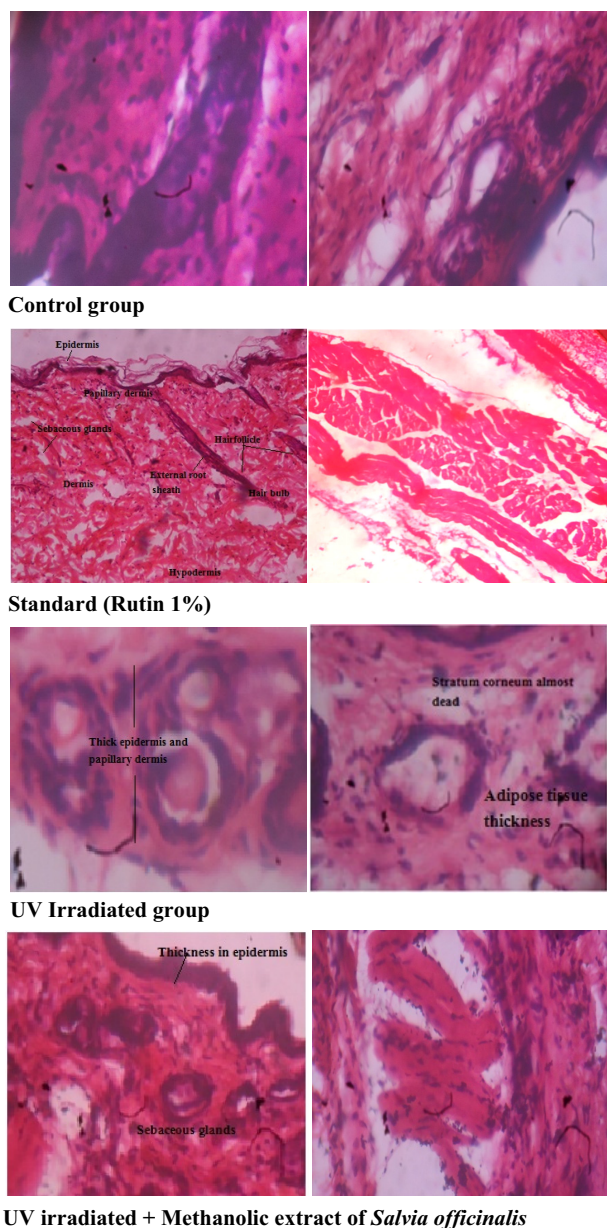 Control group
Epidermis
Papillary dermis
Sebaceous glands
Hairfollicle
External root
sheath
Dermis
Hair bulb
Hypodermis
Standard (Rutin 1%)
Thick epidermis and
papillary dermis
Stratum corneum almost
dead
Adipose tissue
thickness
UV Irradiated group
Thickness in epidermis
Sebaceous glands
UV irradiated + Methanolic extract of Salvia officinalis